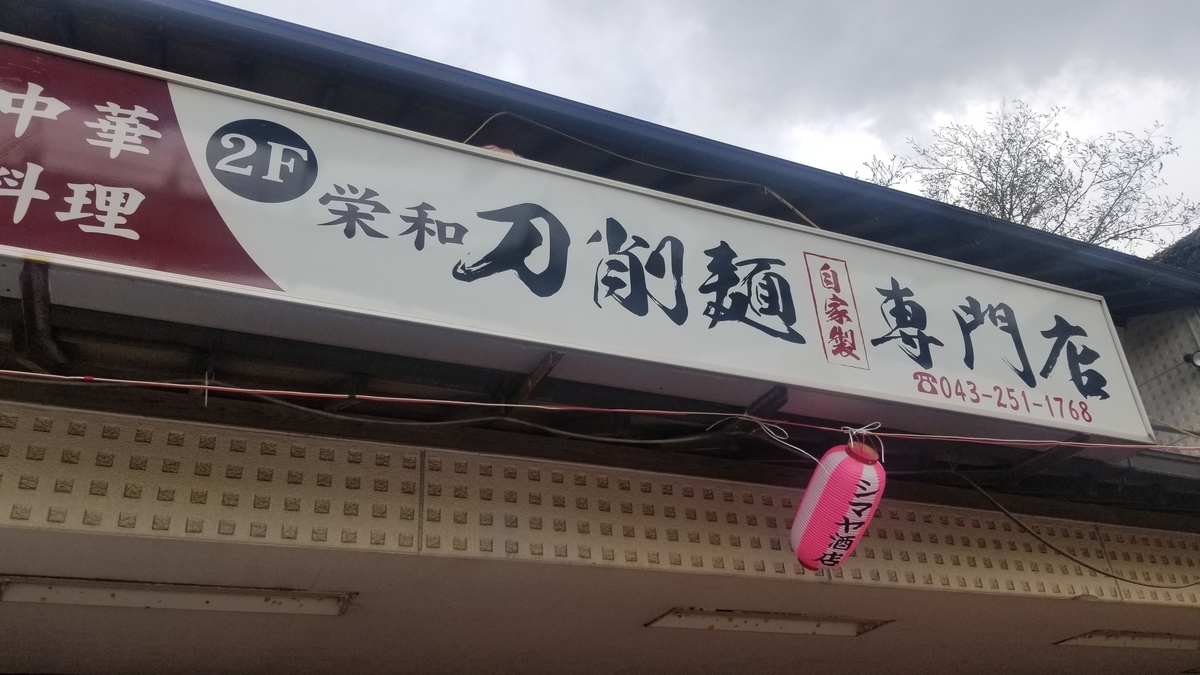 中華
料理
2F
栄和
刀削麺
自家製
専門店
☎043-251-1768
シマヤ酒店